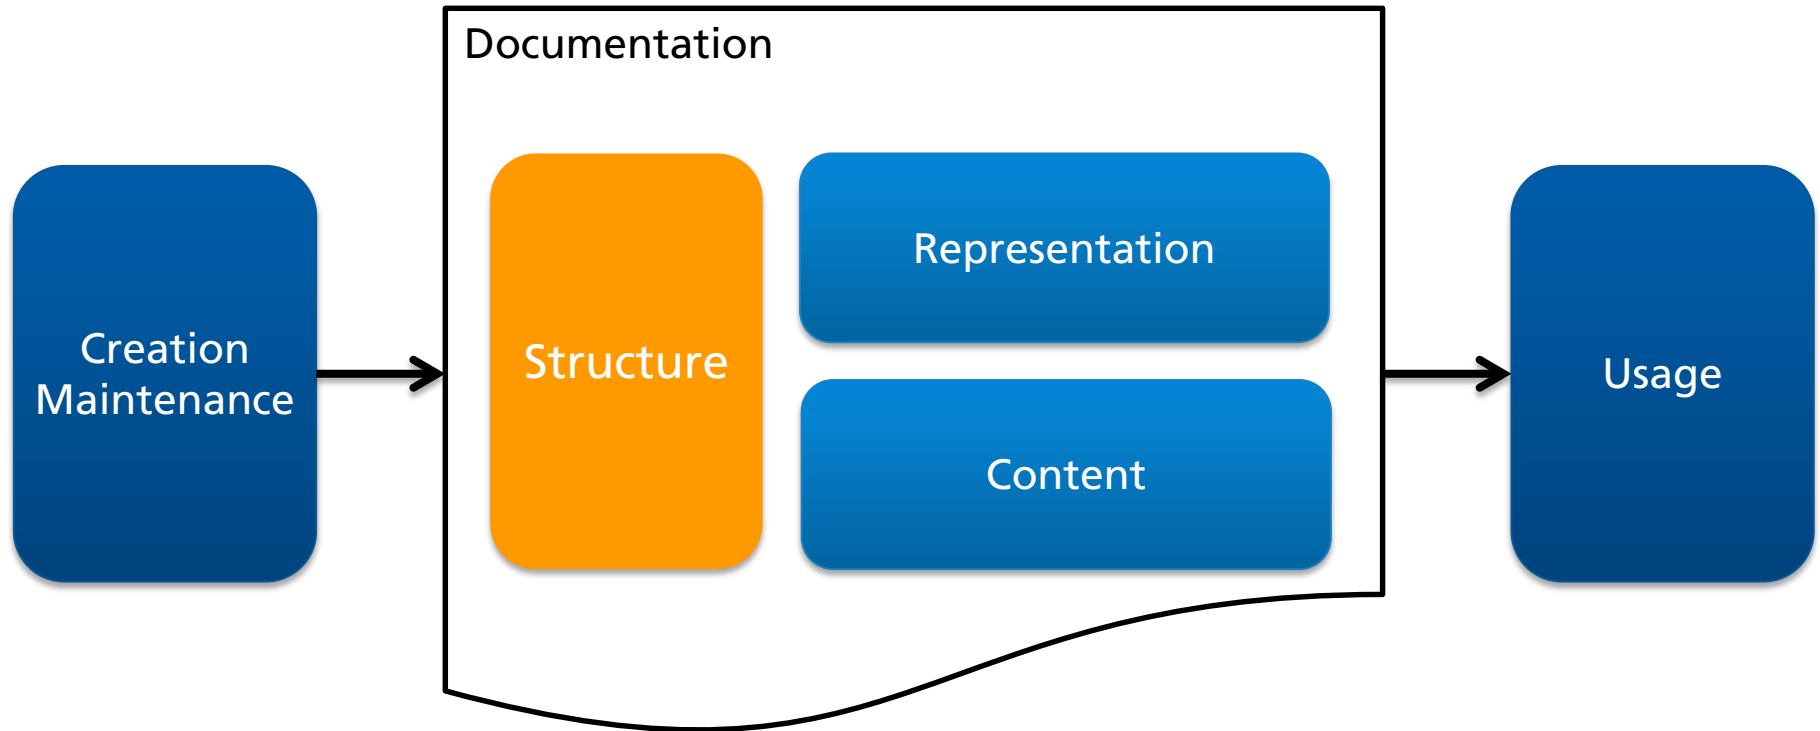 Documentation
Creation
Maintenance
Structure
Representation
Content
Usage